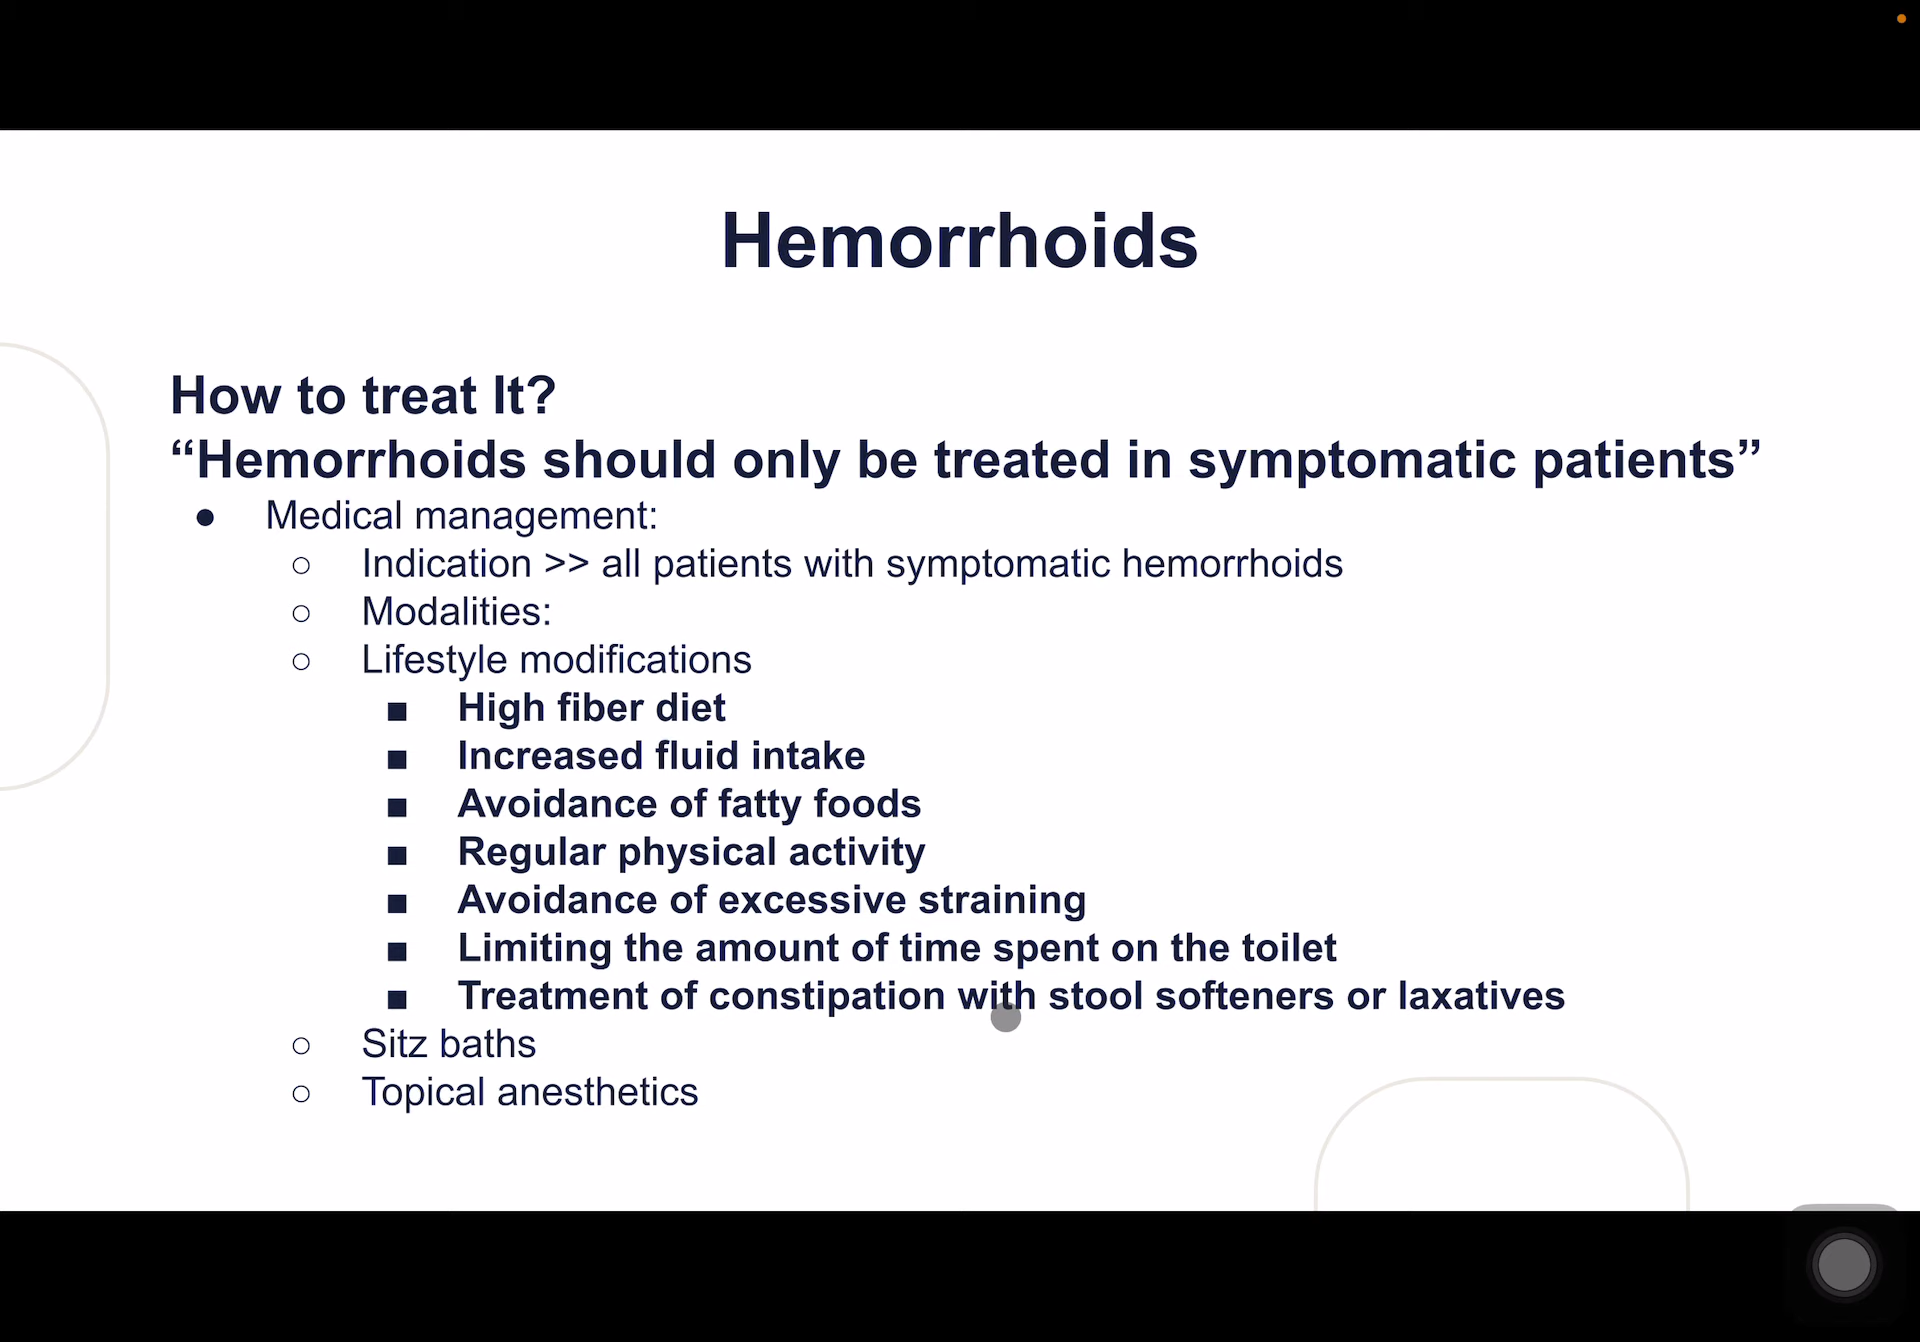 Hemorrhoids
How to treat It?
“Hemorrhoids should only be treated in symptomatic patients”
● Medical management:
○ Indication >> all patients with symptomatic hemorrhoids
○ Modalities:
○ Lifestyle modifications
■ High fiber diet
■ Increased fluid intake
■ Avoidance of fatty foods
■ Regular physical activity
■ Avoidance of excessive straining
■ Limiting the amount of time spent on the toilet
■ Treatment of constipation with stool softeners or laxatives
○ Sitz baths
○ Topical anesthetics